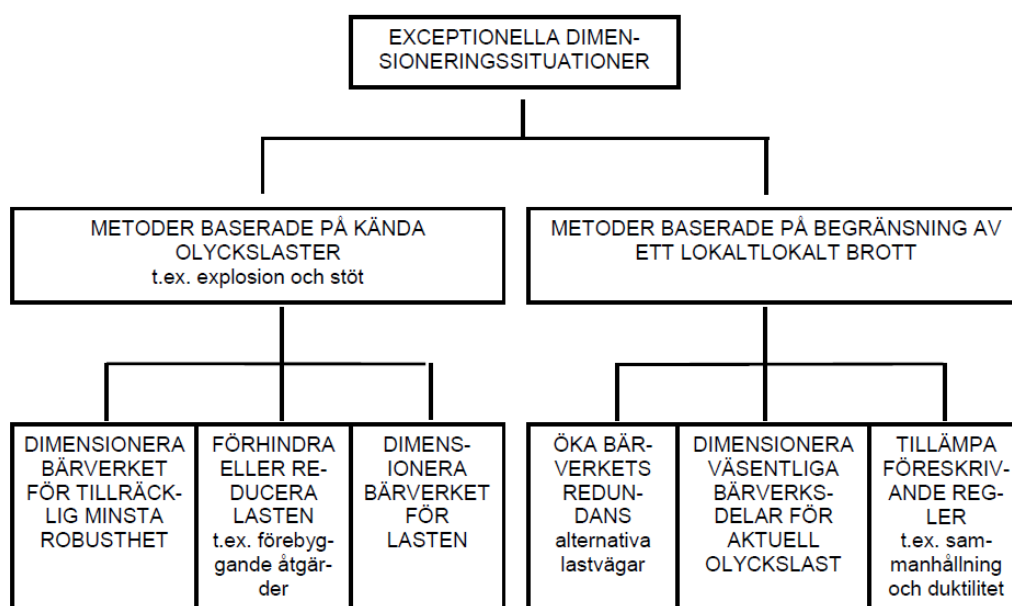 EXCEPTIONELLA DIMEN-
SIONERINGSSITUATIONER
METODER BASERADE PÅ KÄNDA
OLYCKSLASTER
t.ex. explosion och stöt
METODER BASERADE PÅ BEGRÄNSNING AV
ETT LOKALTLOKALT BROTT
DIMENSIONERA
BÄRVERKET
FÖR TILLRÄCK-
LIG MINSTA
ROBUSTHET
FÖRHINDRA
ELLER RE-
DUCERA
LASTEN
t.ex. förebyg-
gande åtgär-
der
DIMENS-
IONERA
BÄRVERKET
FÖR
LASTEN
ÖKA BÄR-
VERKETS
REDUN-
DANS
alternativa
lastvägar
DIMENSIONERA
VÄSENTLIGA
BÄRVERKS-
DELAR FÖR
AKTUELL
OLYCKSLAST
TILLÄMPA
FÖRESKRIV-
ANDE REG-
LER
t.ex. sam-
manhållning
och duktilitet